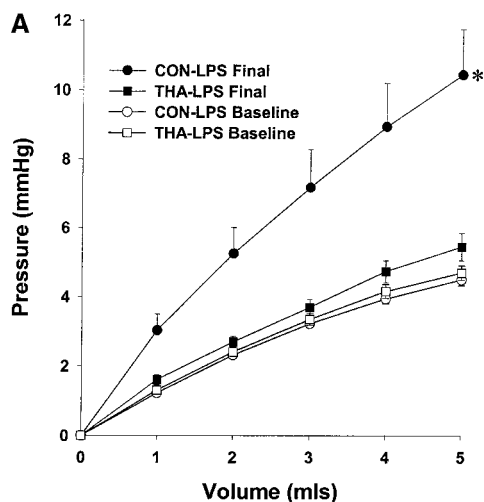 A
CON-LPS Final
THA-LPS Final
CON-LPS Baseline
THA-LPS Baseline
Pressure (mmHg)
12
10
8
6
4
2
0
*
0 1 2 3 4 5
Volume (mls)